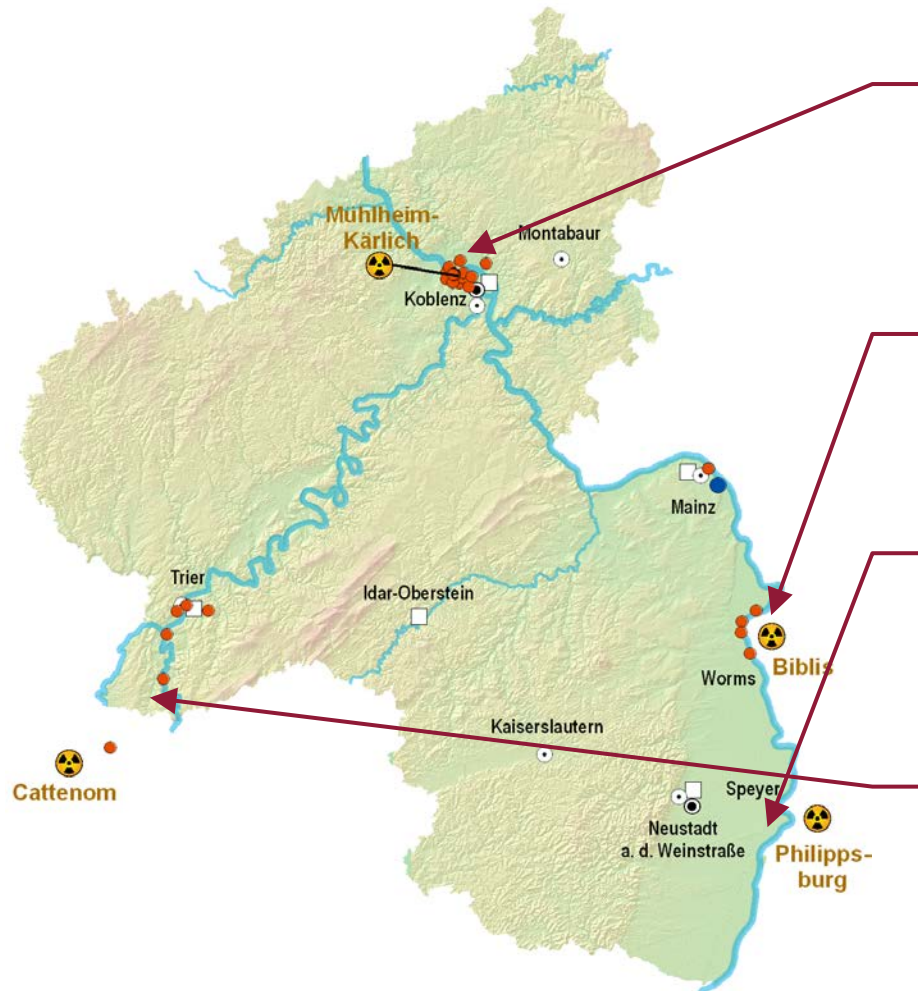 Mühlheim-
Kärlich
Montabaur
Koblenz
Mainz
Trier
Idar-Oberstein
Biblis
Worms
Kaiserslautern
Cattenom
Speyer
Neustadt
a. d. Weinstraße
Philipps-
burg